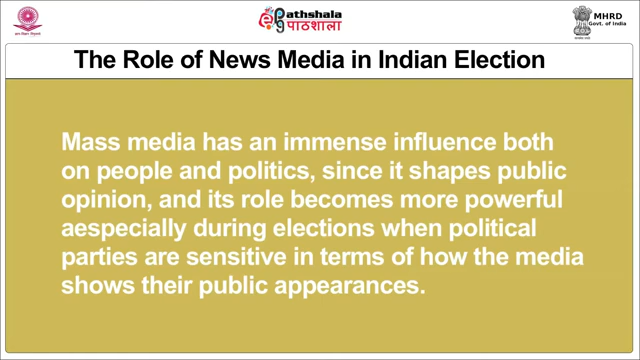 ePathshala
पाठशाला
MHRD
Govt. of India
The Role of News Media in Indian Election
Mass media has an immense influence both
on people and politics, since it shapes public
opinion, and its role becomes more powerful
aespecially during elections when political
parties are sensitive in terms of how the media
shows their public appearances.